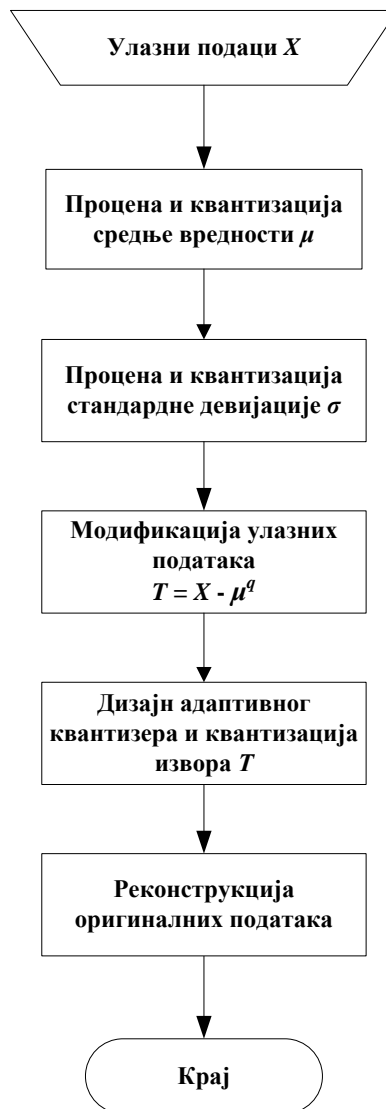 Улазни подаци X
Процена и квантизација
средње вредности μ
Процена и квантизација
стандардне девијације σ
Модификација улазних
података
T = X - μ^q
Дизајн адаптивног
квантизера и квантизација
извора T
Реконструкција
оригиналних података
Крај